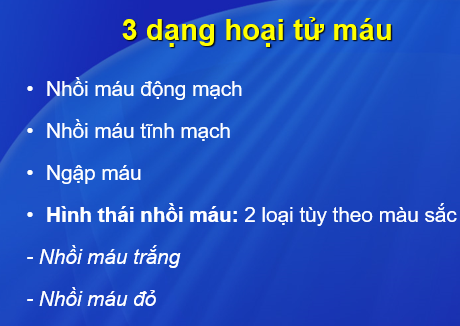 3 dạng hoại tử máu
• Nhồi máu động mạch
• Nhồi máu tĩnh mạch
• Ngập máu
• Hình thái nhồi máu: 2 loại tùy theo màu sắc
- Nhồi máu trắng
- Nhồi máu đỏ